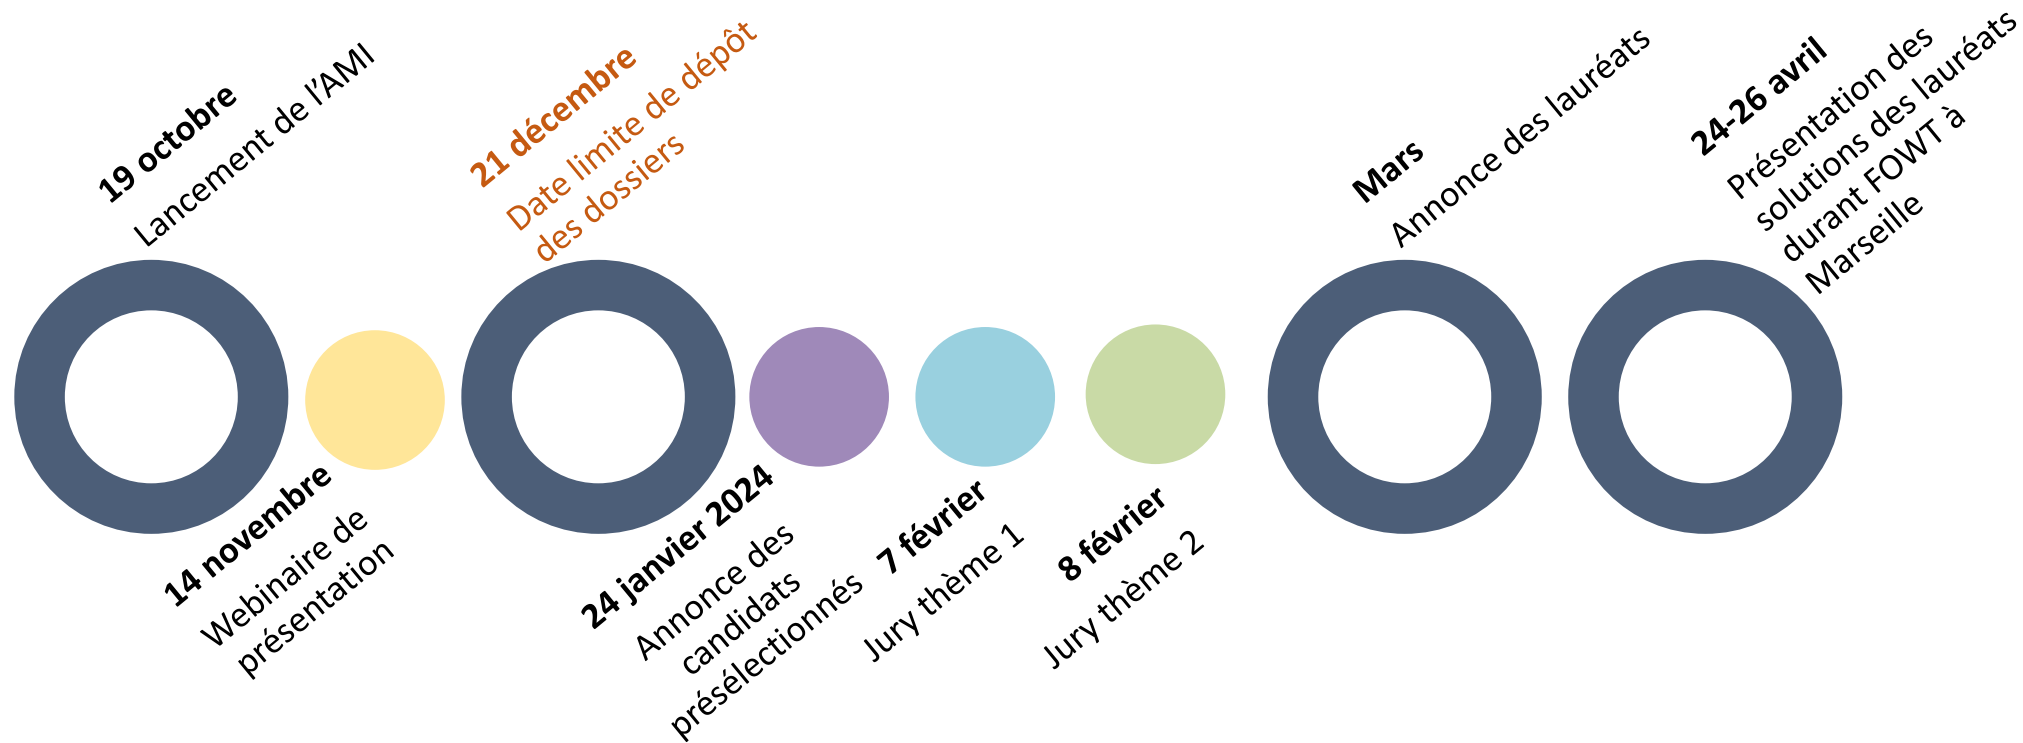 19 octobre
Lancement de l’AMI
14 novembre
Webinaire de
présentation
21 décembre
Date limite de dépôt
des dossiers
24 janvier 2024
Annonce des
candidats
présélectionnés
7 février
Jury thème 1
8 février
Jury thème 2
Mars
Annonce des lauréats
24-26 avril
Présentation des
solutions des lauréats
durant FOWT à
Marseille